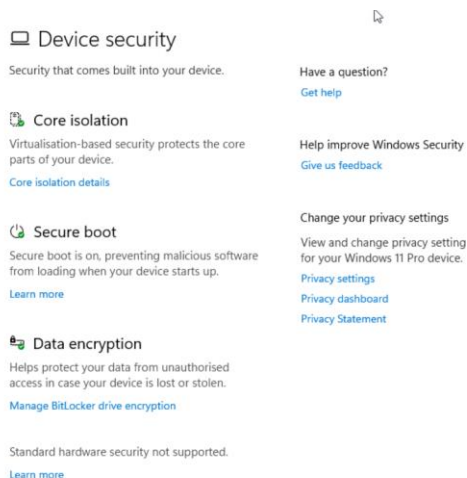 Device security
Security that comes built into your device.
Core isolation
Virtualisation-based security protects the core
parts of your device.
Core isolation details
Secure boot
Secure boot is on, preventing malicious software
from loading when your device starts up.
Learn more
Data encryption
Helps protect your data from unauthorised
access in case your device is lost or stolen.
Manage BitLocker drive encryption
Standard hardware security not supported.
Learn more
Have a question?
Get help
Help improve Windows Security
Give us feedback
Change your privacy settings
View and change privacy setting
for your Windows 11 Pro device.
Privacy settings
Privacy dashboard
Privacy Statement